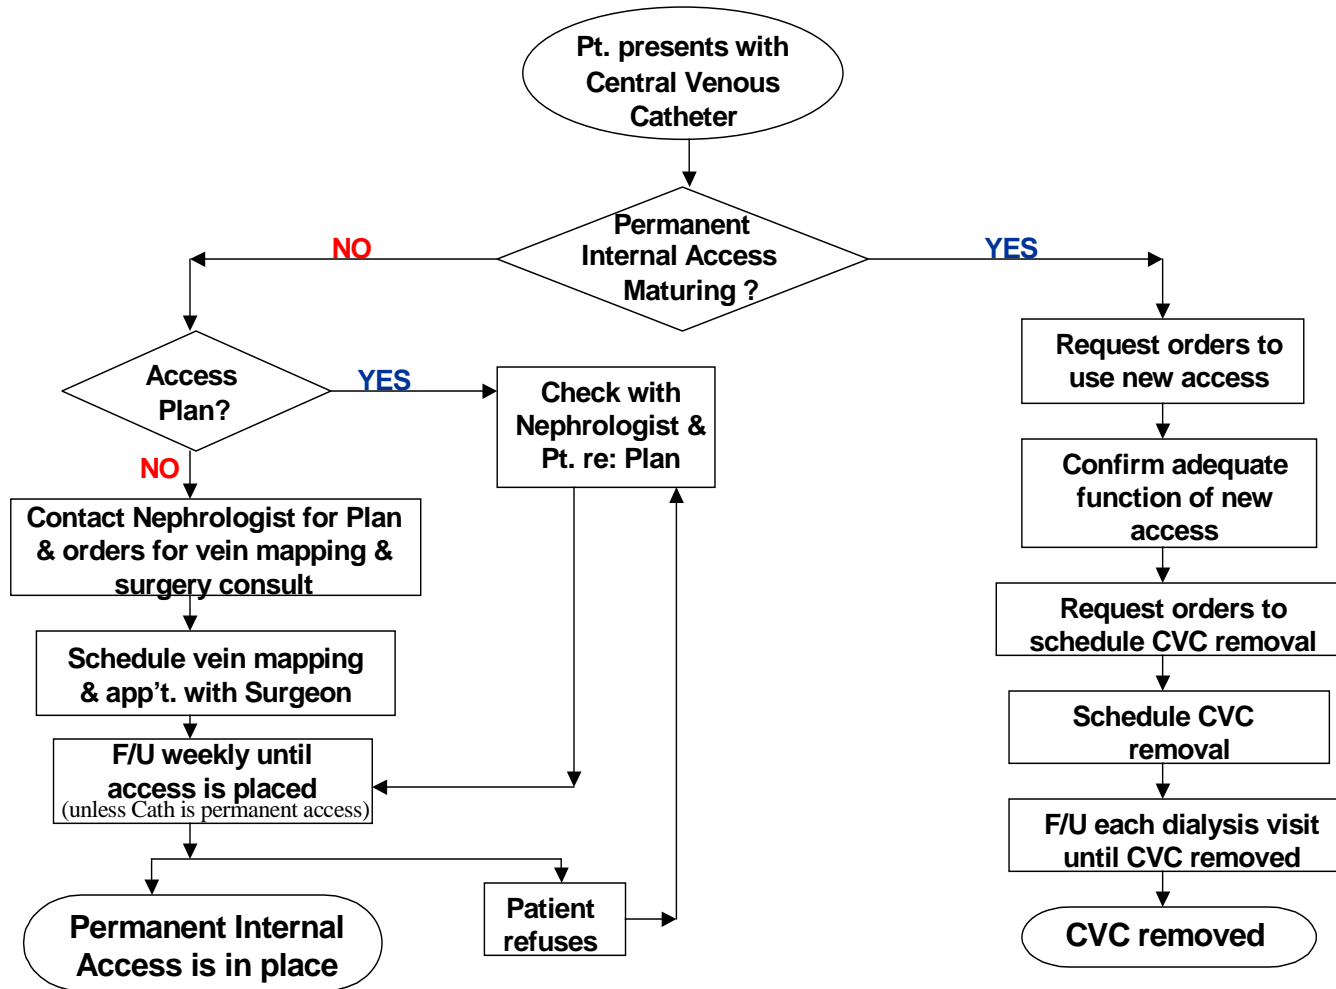 Pt. presents with
Central Venous
Catheter
Permanent
Internal Access
Maturing ?
NO
YES
Access
Plan?
YES
NO
Check with
Nephrologist &
Pt. re: Plan
Contact Nephrologist for Plan
& orders for vein mapping &
surgery consult
Schedule vein mapping
& app't. with Surgeon
F/U weekly until
access is placed
(unless Cath is permanent access)
Permanent Internal
Access is in place
Patient
refuses
Request orders to
use new access
Confirm adequate
function of new
access
Request orders to
schedule CVC removal
Schedule CVC
removal
F/U each dialysis visit
until CVC removed
CVC removed